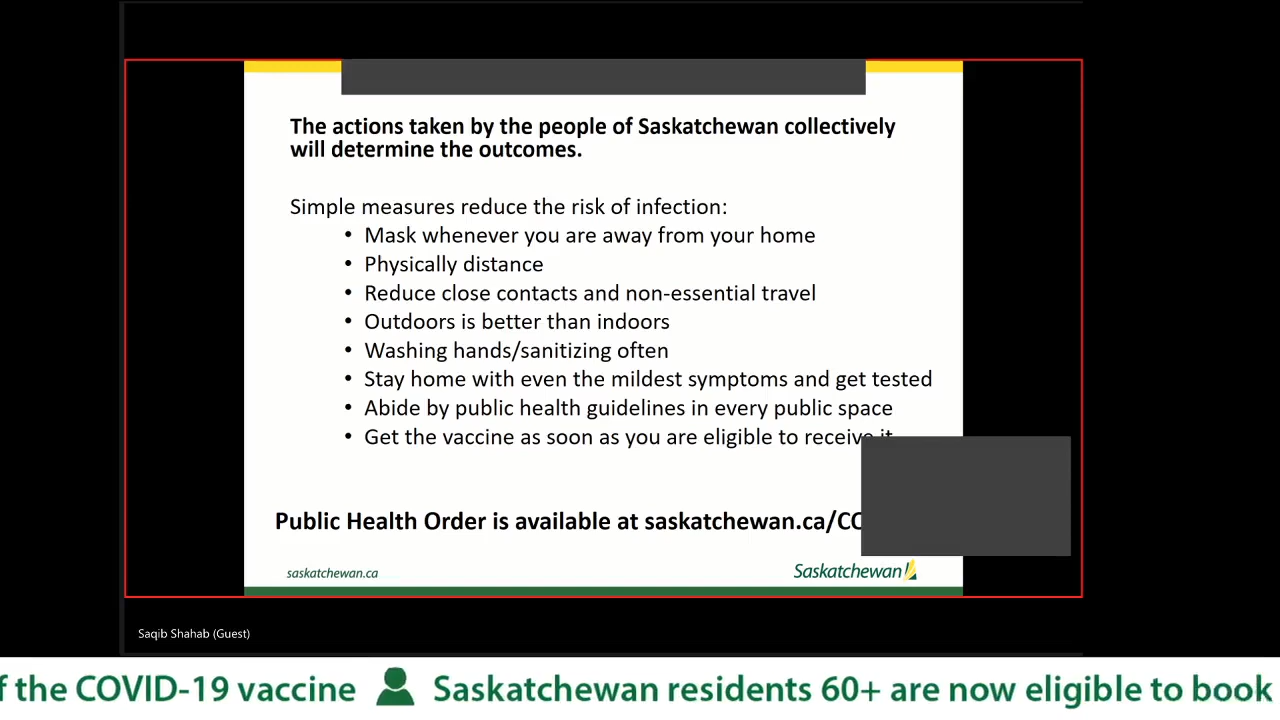 The actions taken by the people of Saskatchewan collectively
will determine the outcomes.
Simple measures reduce the risk of infection:
• Mask whenever you are away from your home
• Physically distance
• Reduce close contacts and non-essential travel
• Outdoors is better than indoors
• Washing hands/sanitizing often
• Stay home with even the mildest symptoms and get tested
• Abide by public health guidelines in every public space
• Get the vaccine as soon as you are eligible to receive it
Public Health Order is available at saskatchewan.ca/CO
saskatchewan.ca
Saskatchewan
Saqib Shahab (Guest)
f the COVID-19 vaccine Saskatchewan residents 60+ are now eligible to book